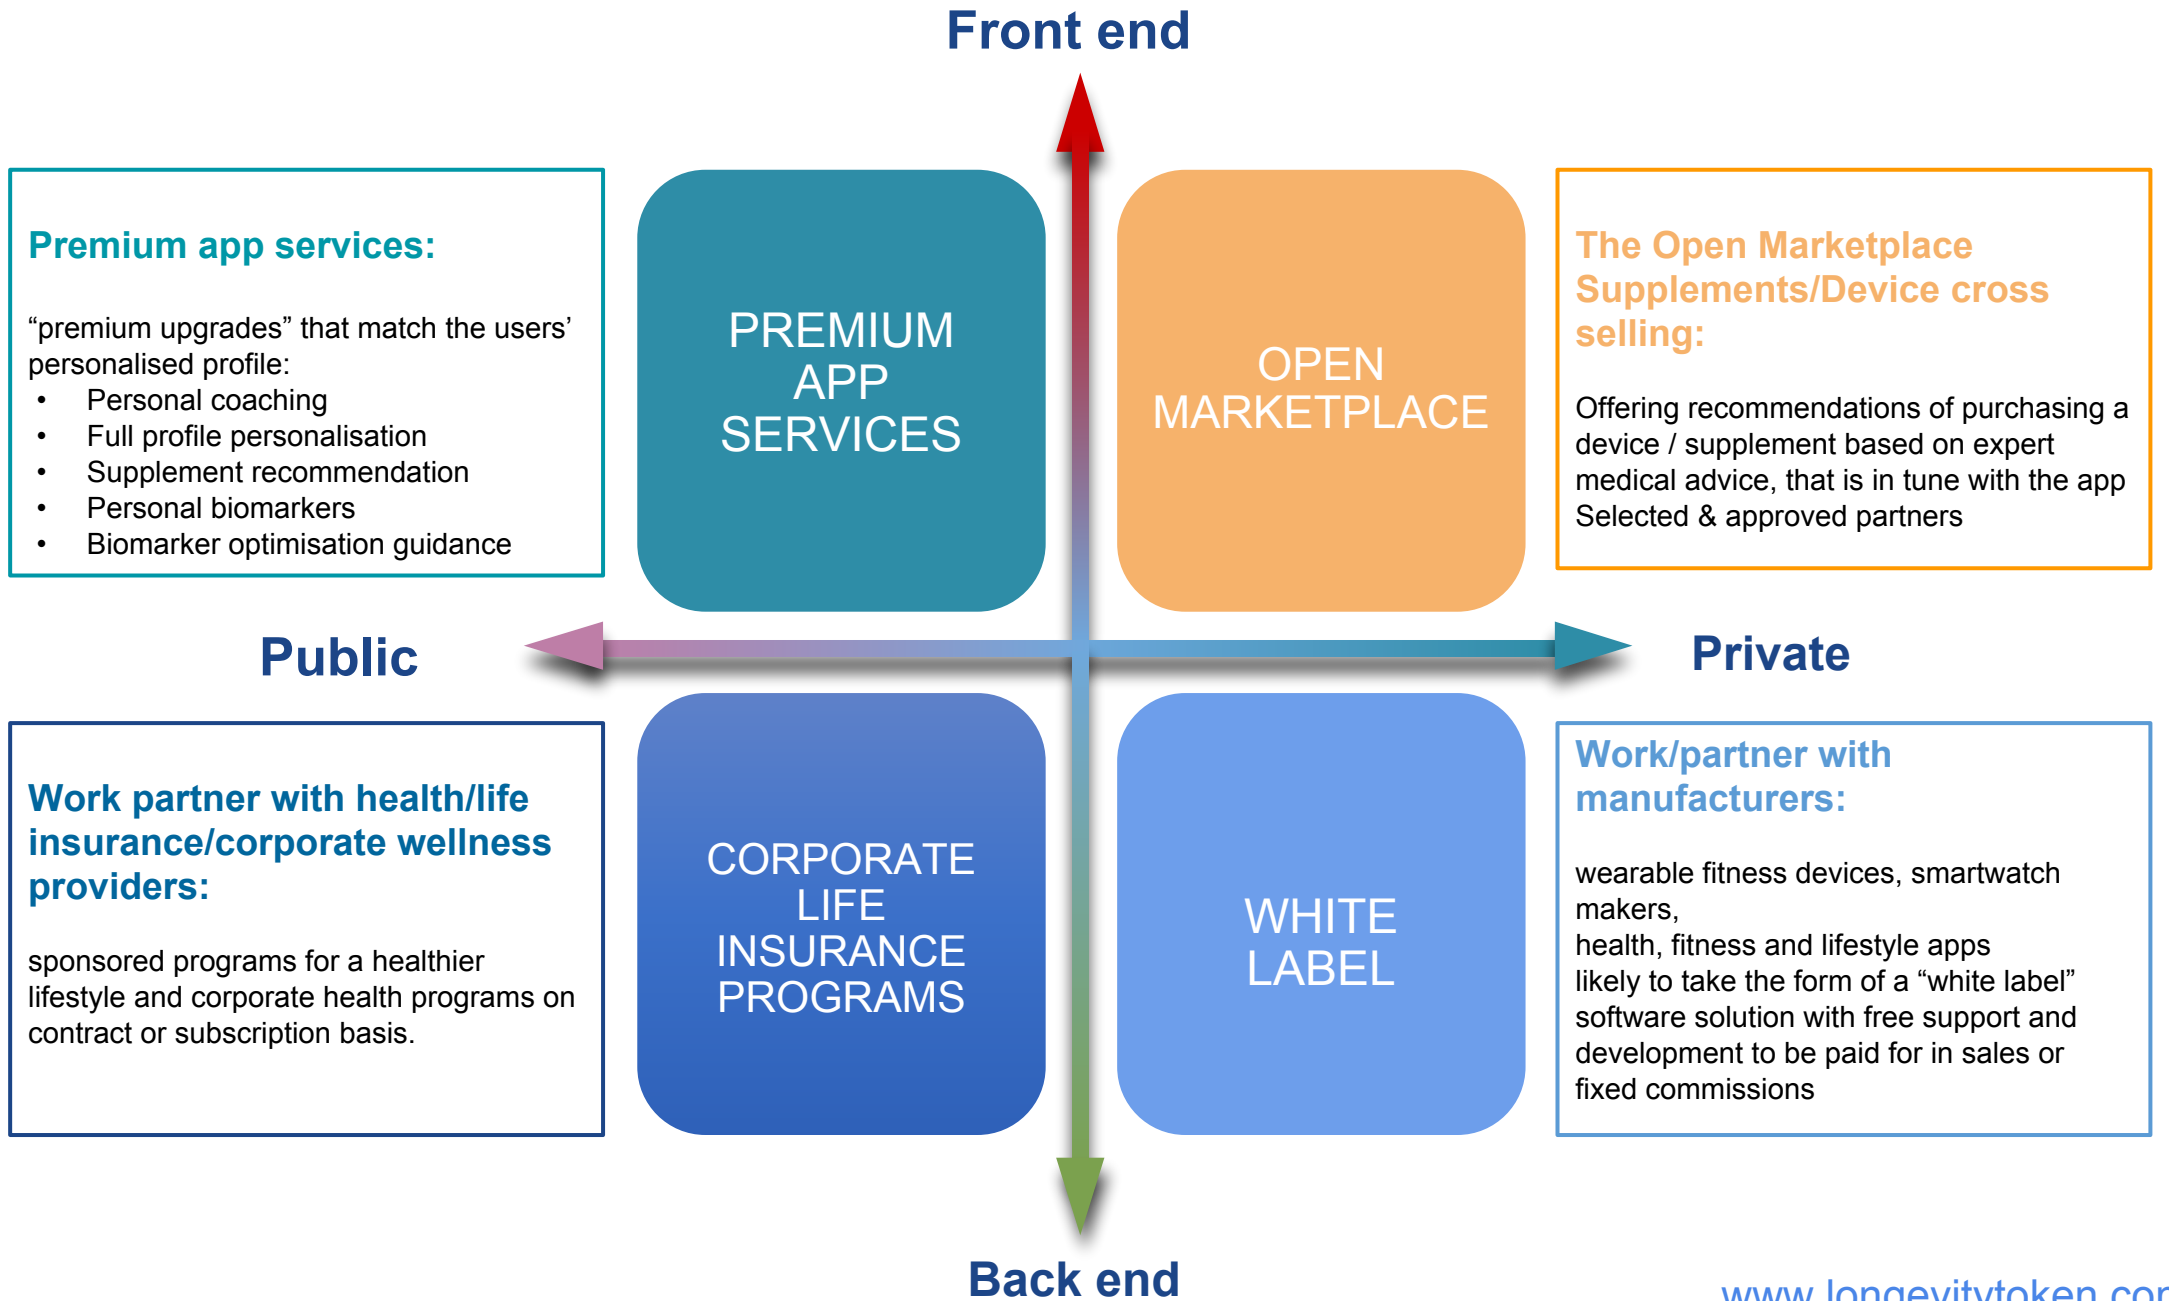 Front end
Premium app services:
“premium upgrades” that match the users’
personalised profile:
• Personal coaching
• Full profile personalisation
• Supplement recommendation
• Personal biomarkers
• Biomarker optimisation guidance
PREMIUM
APP
SERVICES
OPEN
MARKETPLACE
The Open Marketplace
Supplements/Device cross
selling:
Offering recommendations of purchasing a
device / supplement based on expert
medical advice, that is in tune with the app
Selected & approved partners
Public
Private
Work partner with health/life
insurance/corporate wellness
providers:
sponsored programs for a healthier
lifestyle and corporate health programs on
contract or subscription basis.
CORPORATE
LIFE
INSURANCE
PROGRAMS
WHITE
LABEL
Work/partner with
manufacturers:
wearable fitness devices, smartwatch
makers,
health, fitness and lifestyle apps
likely to take the form of a “white label”
software solution with free support and
development to be paid for in sales or
fixed commissions
Back end
www.longevitytoken.com